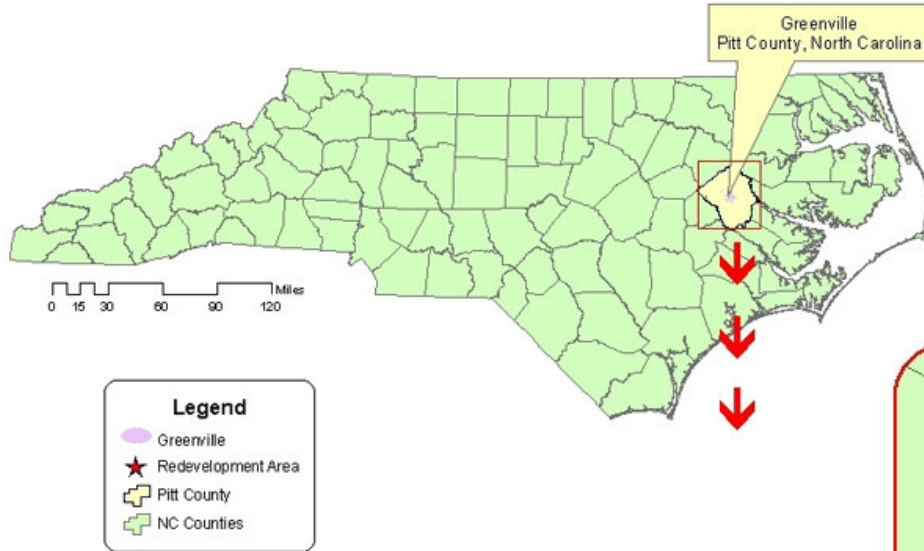 Greenville
Pitt County, North Carolina
Miles
0 15 30 60 90 120
Legend
Greenville
Redevelopment Area
Pitt County
NC Counties